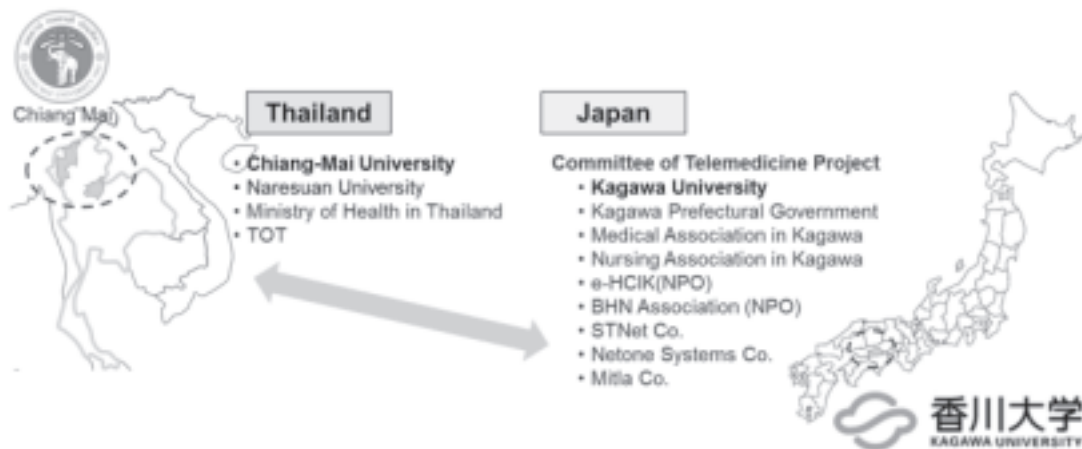 Chiang Mai
Thailand
• Chiang-Mai University
• Naresuan University
• Ministry of Health in Thailand
• TOT
Japan
Committee of Telemedicine Project
• Kagawa University
• Kagawa Prefectural Government
• Medical Association in Kagawa
• Nursing Association in Kagawa
• e-HCIK(NPO)
• BHN Association (NPO)
• STNet Co.
• Netone Systems Co.
• Mitla Co.
香川大学
KAGAWA UNIVERSITY